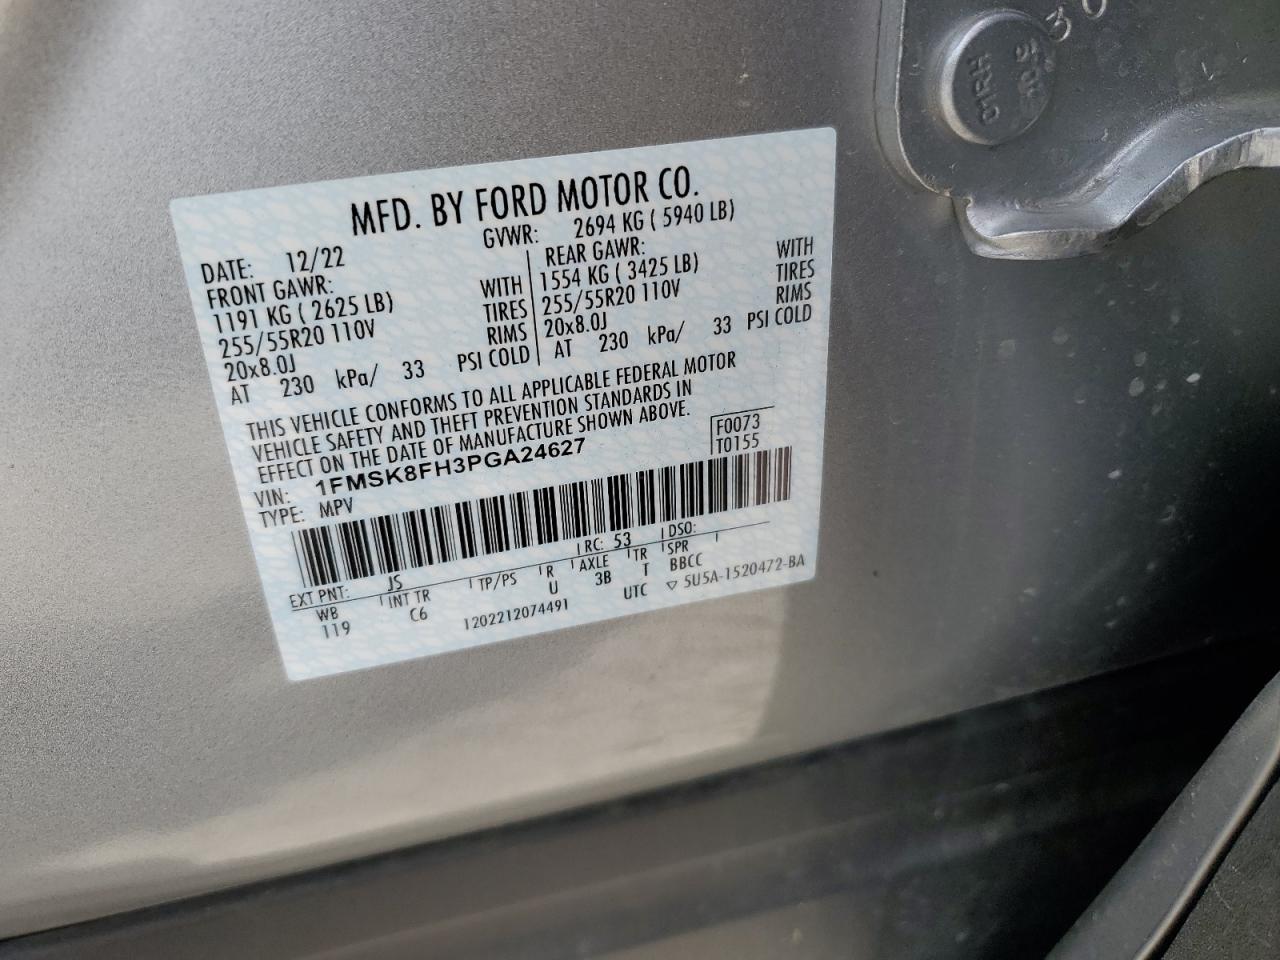 MFD. BY FORD MOTOR CO.
DATE: 12/22 GVWR: 2694 KG ( 5940 LB)
FRONT GAWR: REAR GAWR:
1191 KG ( 2625 LB) WITH 1554 KG ( 3425 LB) WITH
255/55R20 110V TIRES 255/55R20 110V TIRES
20x8.0J RIMS 20x8.0J RIMS
AT 230 kPa/ 33 PSI COLD AT 230 kPa/ 33 PSI COLD
THIS VEHICLE CONFORMS TO ALL APPLICABLE FEDERAL MOTOR
VEHICLE SAFETY AND THEFT PREVENTION STANDARDS IN
EFFECT ON THE DATE OF MANUFACTURE SHOWN ABOVE.
F0073
T0155
VIN: 1FMSK8FH3PGA24627
TYPE: MPV
EXT PNT: JS RC: 53 DSO:
WB INT TR TP/PS R AXLE TR SPR
119 C6 U 3B T BBCC
1202212074491 UTC 5U5A-1520472-BA
30